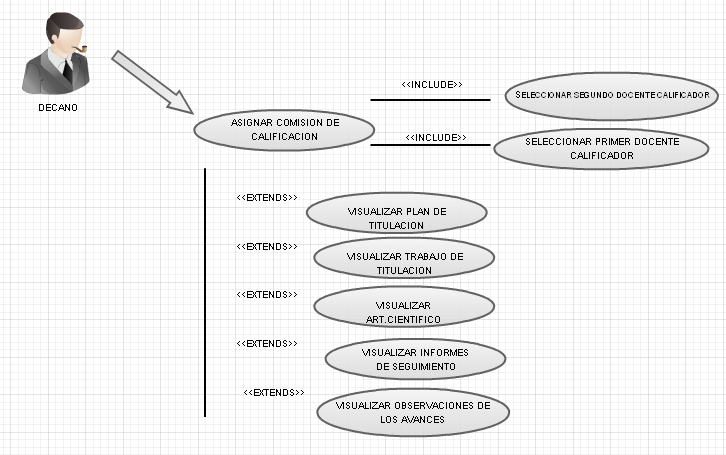 DECANO
ASIGNAR COMISION DE
CALIFICACION
<<INCLUDE>>
SELECCIONAR SEGUNDO DOCENTE CALIFICADOR
<<INCLUDE>>
SELECCIONAR PRIMER DOCENTE
CALIFICADOR
<<EXTENDS>>
VISUALIZAR PLAN DE
TITULACION
<<EXTENDS>>
VISUALIZAR TRABAJO DE
TITULACION
<<EXTENDS>>
VISUALIZAR
ART.CIENTIFICO
<<EXTENDS>>
VISUALIZAR INFORMES
DE SEGUIMIENTO
<<EXTENDS>>
VISUALIZAR OBSERVACIONES DE
LOS AVANCES